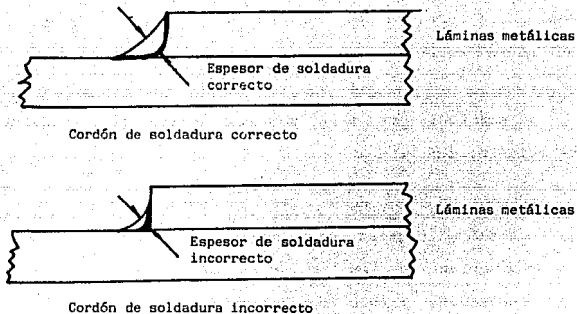 Láminas metálicas
Espesor de soldadura
correcto
Cordón de soldadura correcto
Láminas metálicas
Espesor de soldadura
incorrecto
Cordón de soldadura incorrecto